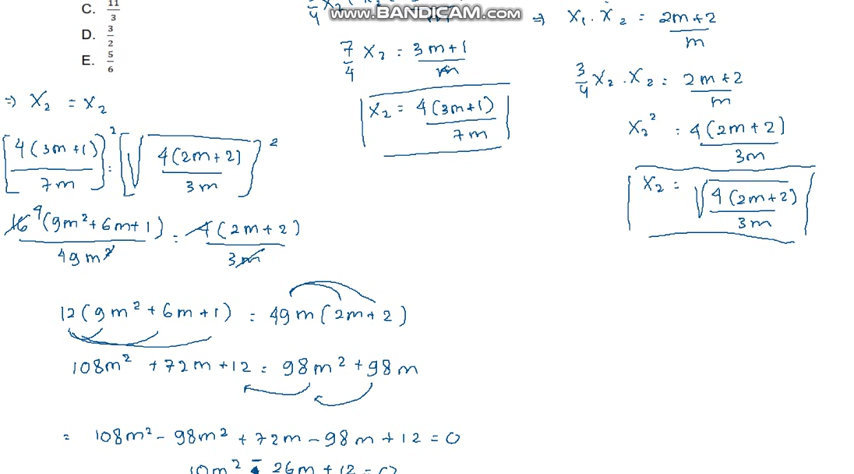 C. 11/3
D. 3/2
E. 5/6
www.BANDICAM.com
⇒ X₂ = X₂
[4(3m+1)/7m]² = [√(4(2m+2)/3m)]²
16⁴(9m²+6m+1)/49m² = 4(2m+2)/3m
12(9m²+6m+1) = 49m(2m+2)
108m² + 72m + 12 = 98m² + 98m
= 108m² - 98m² + 72m - 98m + 12 = 0
10m² - 26m + 12 = 0
7/4 X₂ = 3m+1/m
X₂ = 4(3m+1)/7m
⇒ X₁ . X₂ = 2m+2/m
3/4 X₂ . X₂ = 2m+2/m
X₂² = 4(2m+2)/3m
X₂ = √(4(2m+2)/3m)